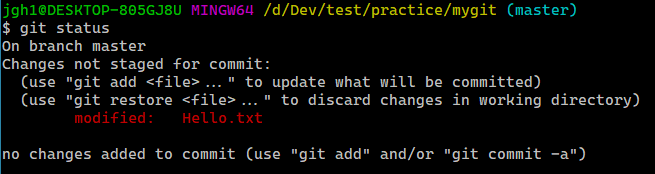 jgh10@DESKTOP-805GJ8U MINGW64 /d/Dev/test/practice/mygit (master)
$ git status
On branch master
Changes not staged for commit:
  (use "git add <file>..." to update what will be committed)
  (use "git restore <file>..." to discard changes in working directory)
        modified:   Hello.txt

no changes added to commit (use "git add" and/or "git commit -a")